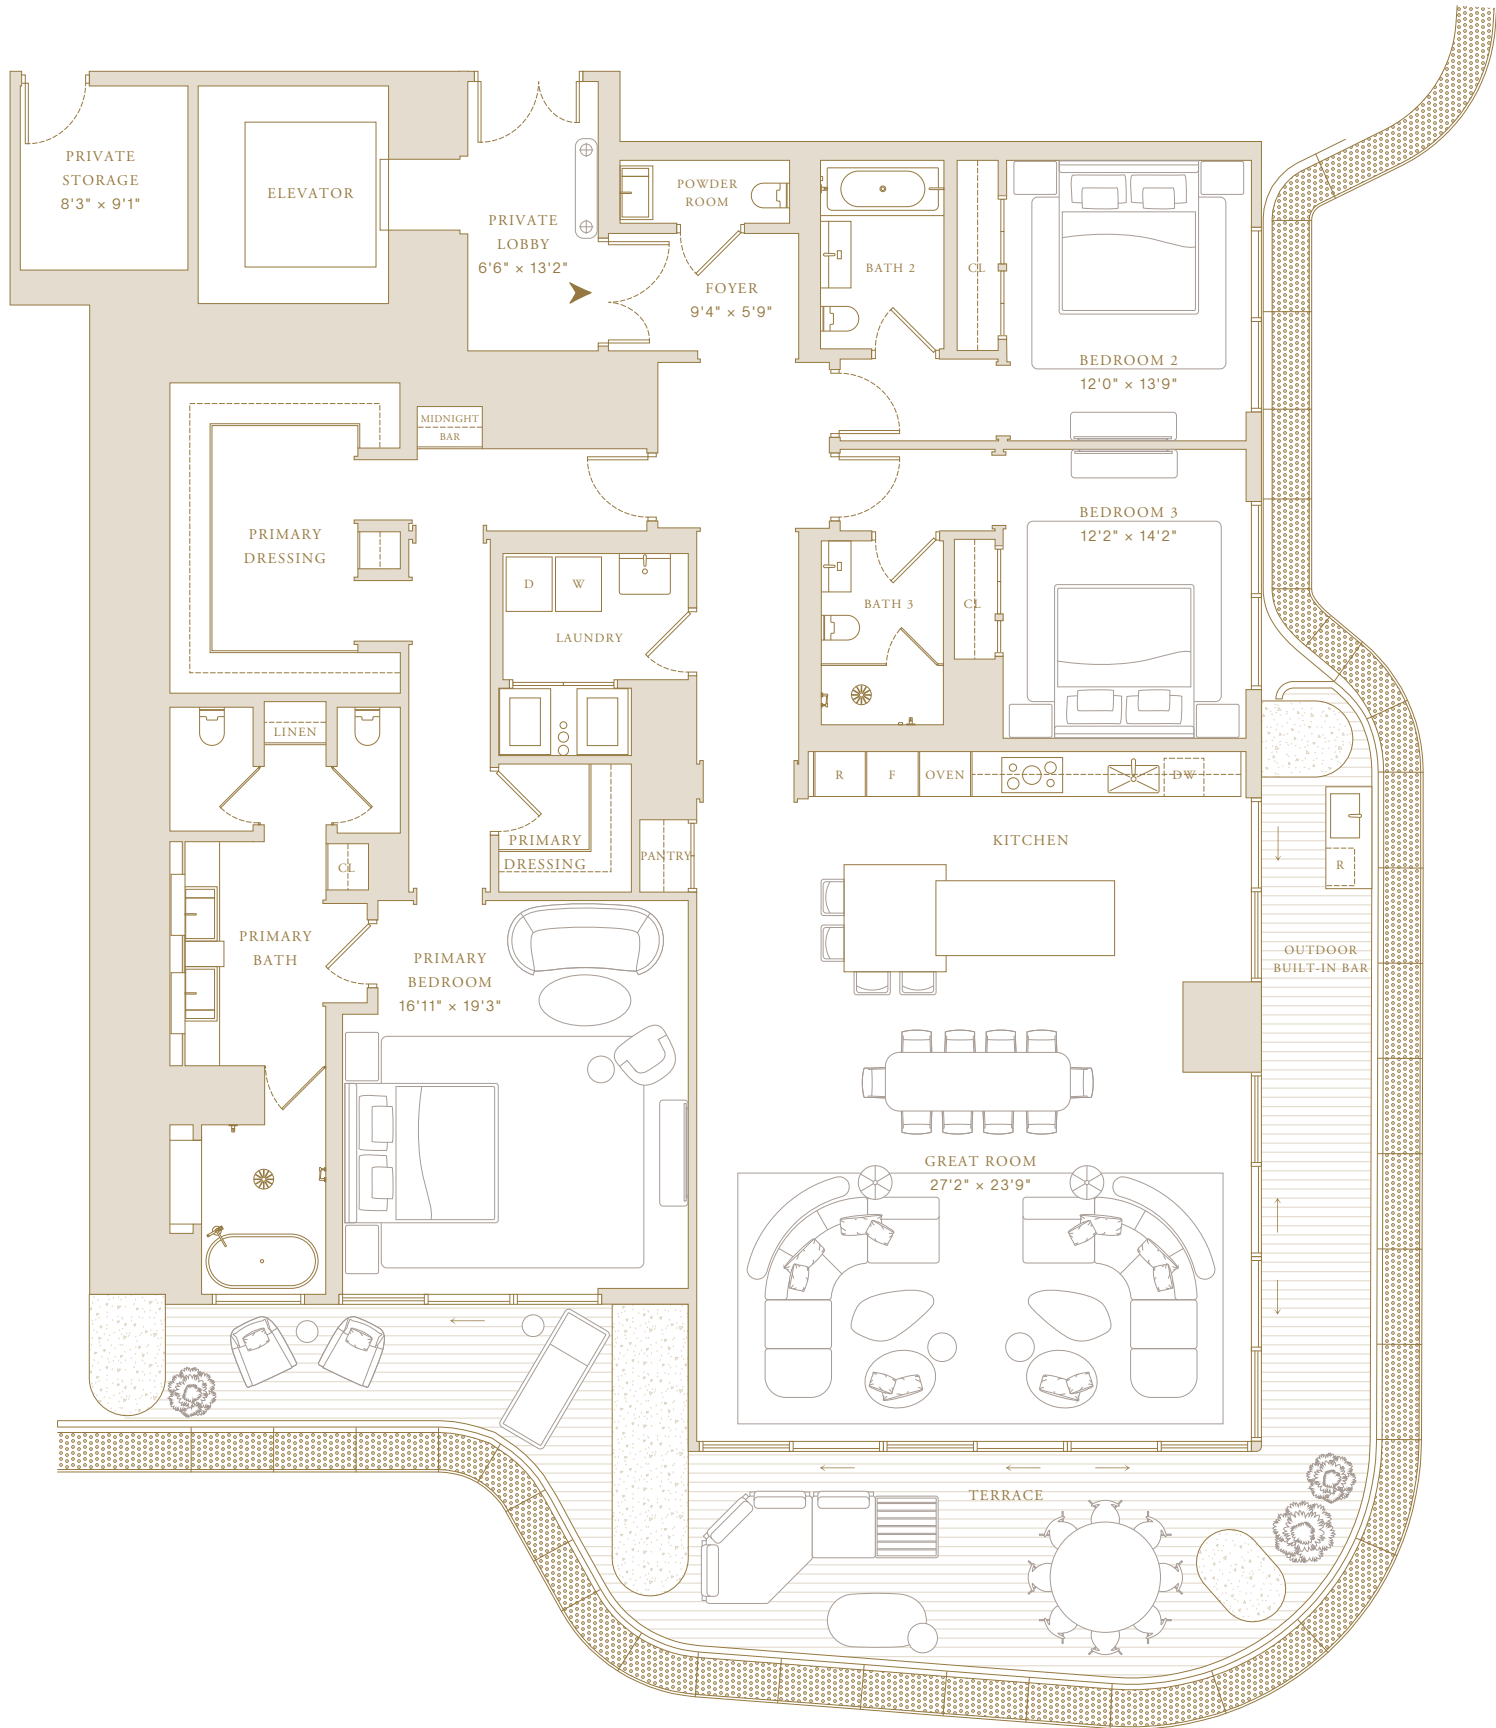 PRIVATE
STORAGE
8'3" × 9'1"
ELEVATOR
PRIVATE
LOBBY
6'6" × 13'2"
POWDER
ROOM
FOYER
9'4" × 5'9"
BATH 2
CL
BEDROOM 2
12'0" × 13'9"
MIDNIGHT
BAR
PRIMARY
DRESSING
BEDROOM 3
12'2" × 14'2"
D
W
LAUNDRY
BATH 3
CL
LINEN
R
F
OVEN
DW
PRIMARY
DRESSING
PANTRY
KITCHEN
CL
R
PRIMARY
BATH
PRIMARY
BEDROOM
16'11" × 19'3"
OUTDOOR
BUILT-IN BAR
GREAT ROOM
27'2" × 23'9"
TERRACE